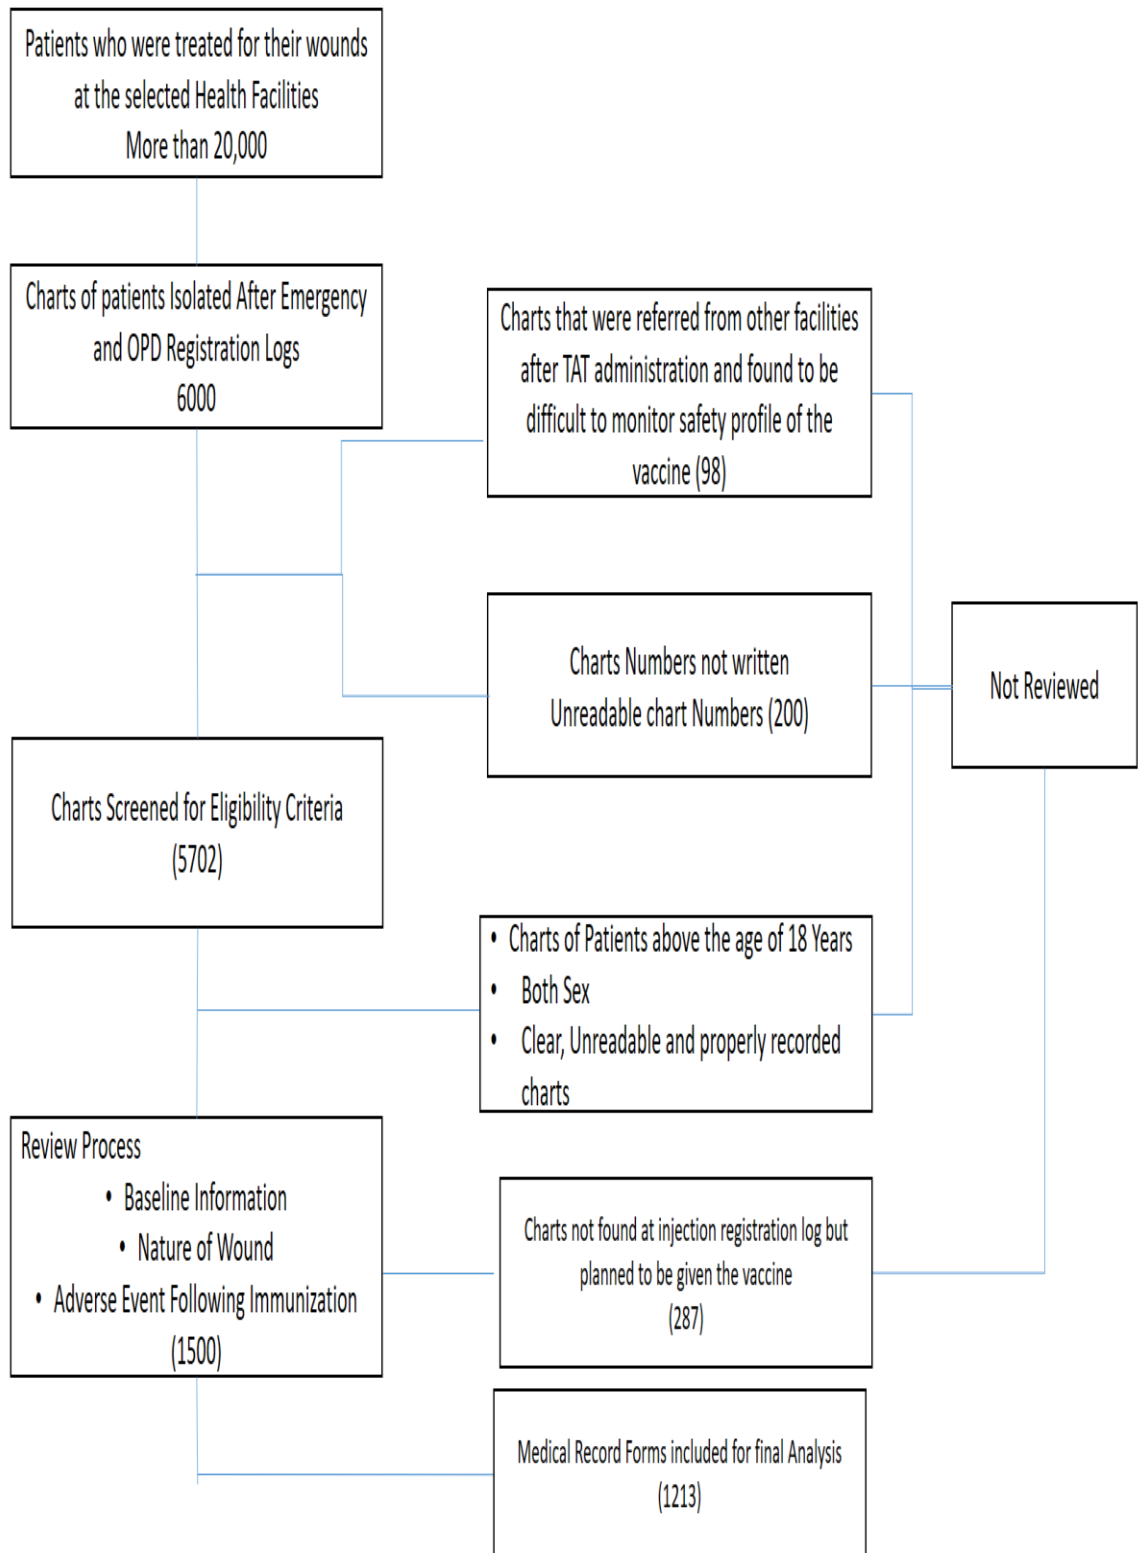 Patients who were treated for their wounds
at the selected Health Facilities
More than 20,000
Charts of patients Isolated After Emergency
and OPD Registration Logs
6000
Charts that were referred from other facilities
after TAT administration and found to be
difficult to monitor safety profile of the
vaccine (98)
Charts Numbers not written
Unreadable chart Numbers (200)
Not Reviewed
Charts Screened for Eligibility Criteria
(5702)
• Charts of Patients above the age of 18 Years
• Both Sex
• Clear, Unreadable and properly recorded
charts
Review Process
• Baseline Information
• Nature of Wound
• Adverse Event Following Immunization
(1500)
Charts not found at injection registration log but
planned to be given the vaccine
(287)
Medical Record Forms included for final Analysis
(1213)